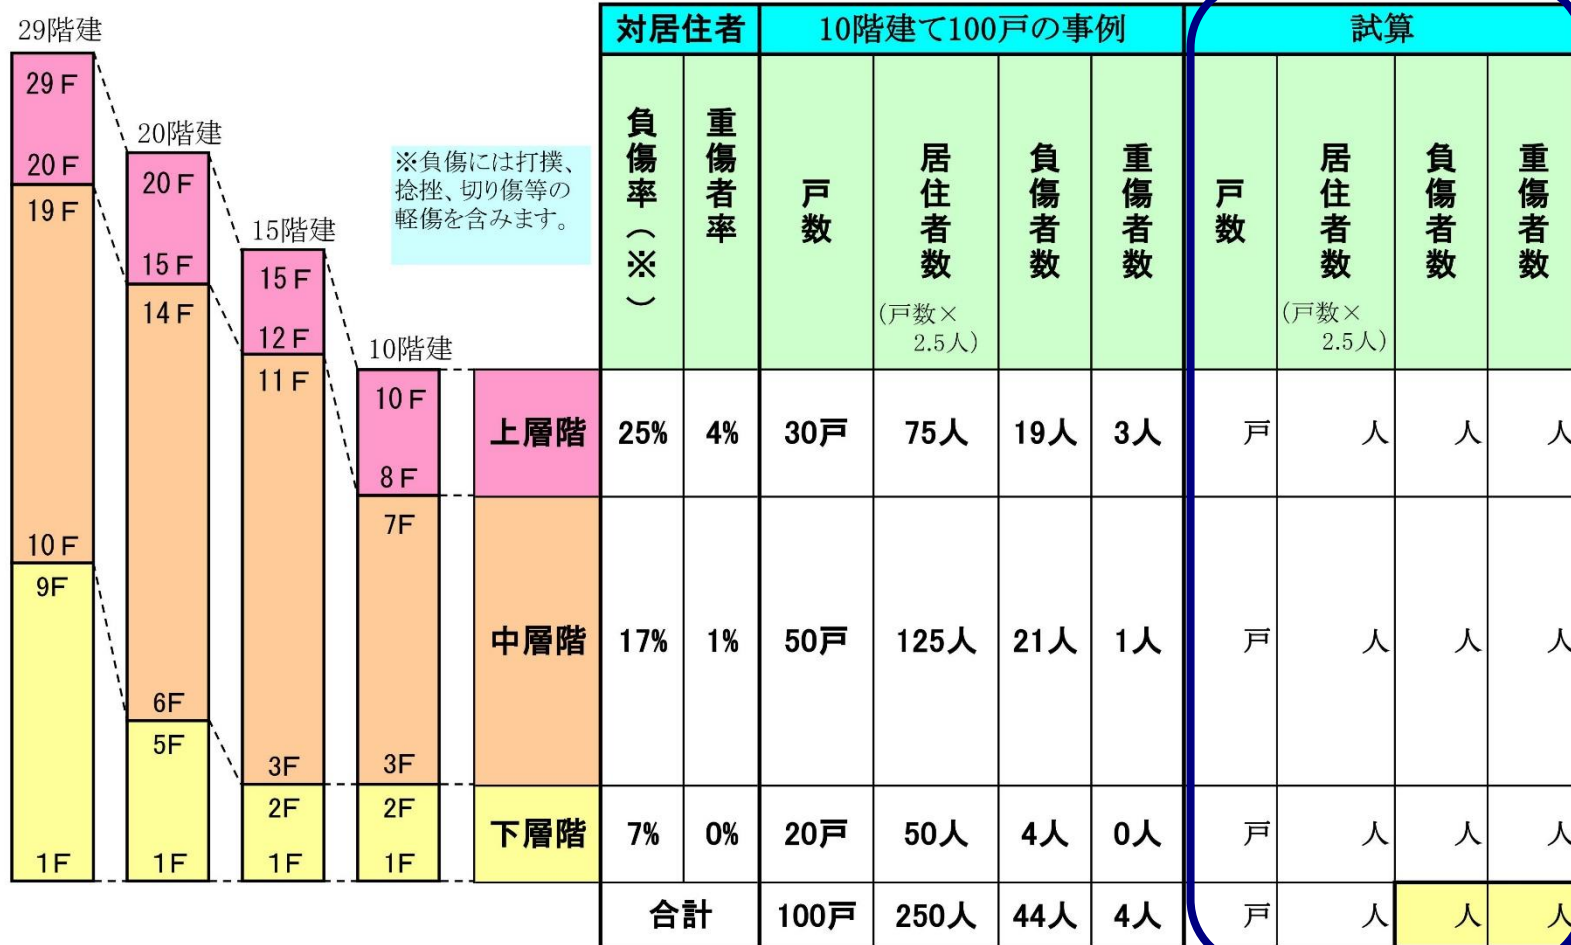 29階建
29F
20F
19F
10F
9F
1F
20階建
20F
15F
14F
6F
5F
1F
15階建
15F
12F
11F
3F
2F
1F
10階建
10F
8F
7F
3F
2F
1F
※負傷には打撲、
捻挫、切り傷等の
軽傷を含みます。
対居住者 10階建て100戸の事例 試算
負傷率(※) 重傷者率 戸数 居住者数 (戸数×2.5人) 負傷者数 重傷者数 戸数 居住者数 (戸数×2.5人) 負傷者数 重傷者数
上層階 25% 4% 30戸 75人 19人 3人 戸 人 人 人
中層階 17% 1% 50戸 125人 21人 1人 戸 人 人 人
下層階 7% 0% 20戸 50人 4人 0人 戸 人 人 人
合計 100戸 250人 44人 4人 戸 人 人 人